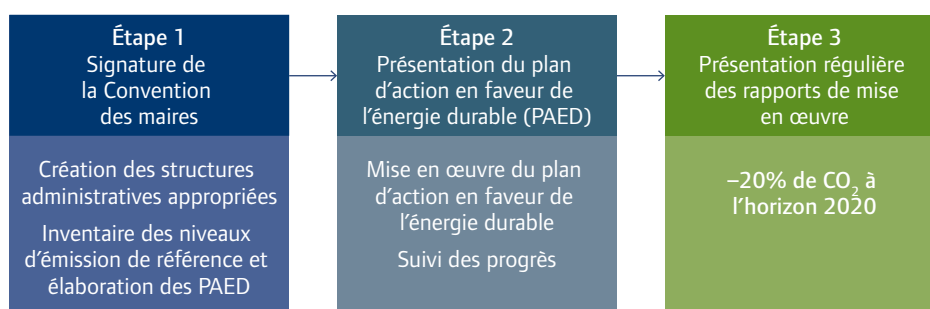 Étape 1
Signature de
la Convention
des maires
Création des structures
administratives appropriées
Inventaire des niveaux
d’émission de référence et
élaboration des PAED
Étape 2
Présentation du plan
d’action en faveur de
l’énergie durable (PAED)
Mise en œuvre du plan
d’action en faveur de
l’énergie durable
Suivi des progrès
Étape 3
Présentation régulière
des rapports de mise
en œuvre
–20% de CO₂ à
l’horizon 2020